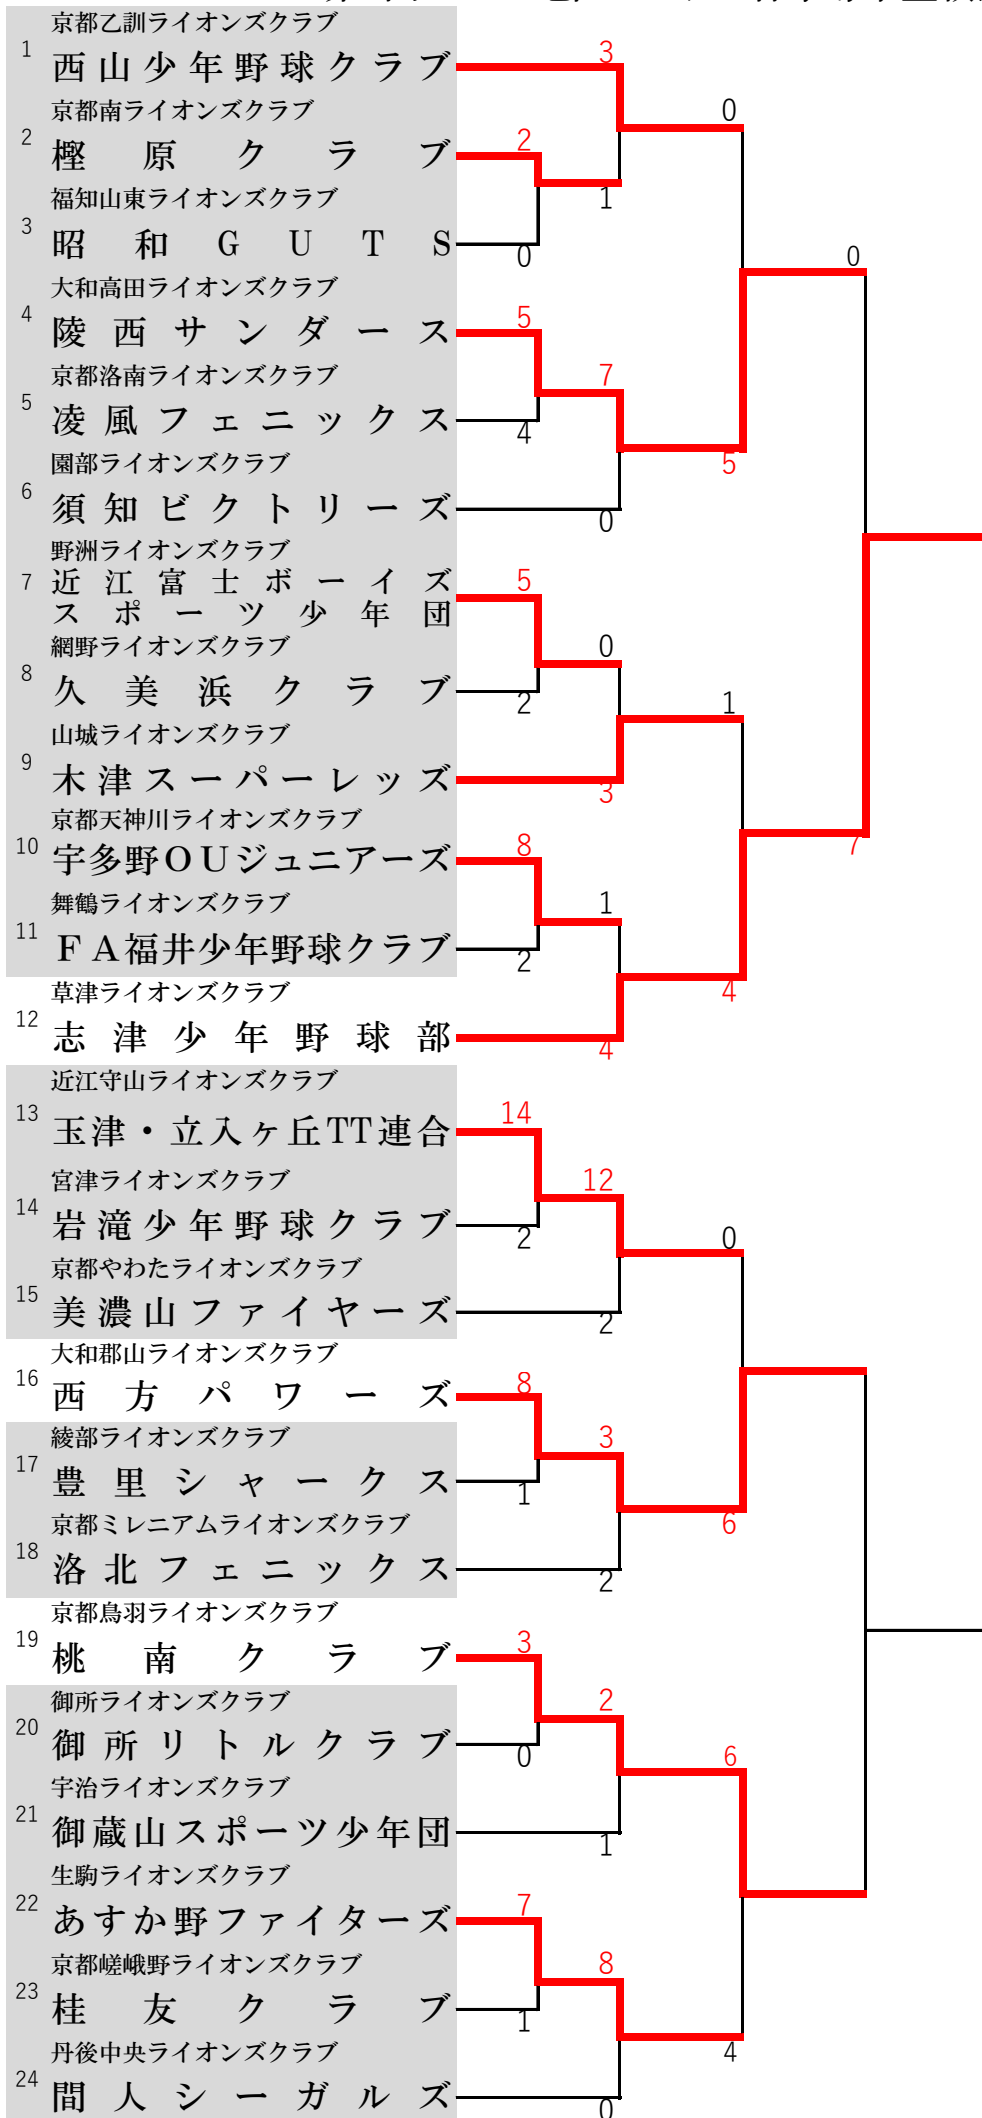 京都乙訓ライオンズクラブ
1 西山少年野球クラブ 3
京都南ライオンズクラブ 0
2 樫原クラブ 2
福知山東ライオンズクラブ 1
3 昭和GUTS 0
0
大和高田ライオンズクラブ
4 陵西サンダース 5
京都洛南ライオンズクラブ 7
5 凌風フェニックス 4
園部ライオンズクラブ 5
6 須知ビクトリーズ 0
野洲ライオンズクラブ
7 近江富士ボーイズ 5
スポーツ少年団
網野ライオンズクラブ 0
8 久美浜クラブ 2
1
山城ライオンズクラブ
9 木津スーパーレッズ 3
京都天神川ライオンズクラブ
10 宇多野OUジュニアーズ 8
7
舞鶴ライオンズクラブ 1
11 FA福井少年野球クラブ 2
草津ライオンズクラブ 4
12 志津少年野球部 4
近江守山ライオンズクラブ
13 玉津・立入ヶ丘TT連合 14
宮津ライオンズクラブ 12
14 岩滝少年野球クラブ 2
0
京都やわたライオンズクラブ
15 美濃山ファイヤーズ 2
大和郡山ライオンズクラブ
16 西方パワーズ 8
綾部ライオンズクラブ 3
17 豊里シャークス 1
京都ミレニアムライオンズクラブ 6
18 洛北フェニックス 2
京都鳥羽ライオンズクラブ
19 桃南クラブ 3
御所ライオンズクラブ 2
20 御所リトルクラブ 0
6
宇治ライオンズクラブ
21 御蔵山スポーツ少年団 1
生駒ライオンズクラブ
22 あすか野ファイターズ 7
京都嵯峨野ライオンズクラブ 8
23 桂友クラブ 1
丹後中央ライオンズクラブ 4
24 間人シーガルズ 0